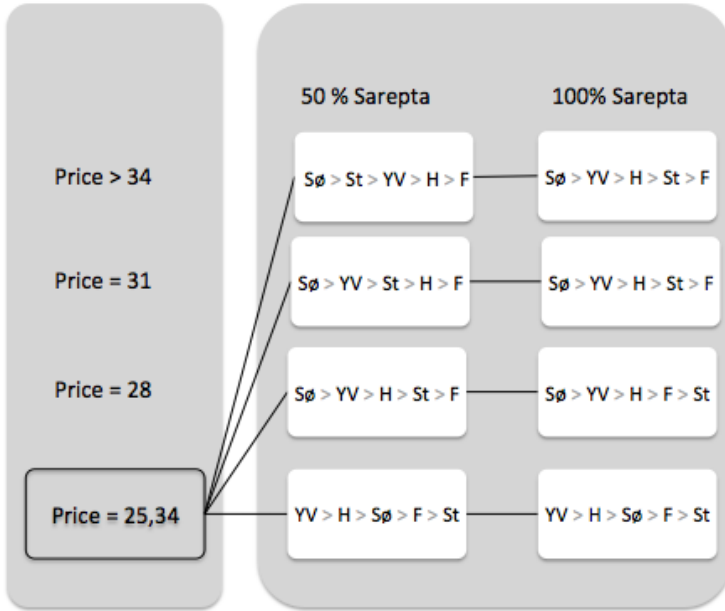 50 % Sarepta 100% Sarepta
Price > 34 Sø > St > YV > H > F Sø > YV > H > St > F
Price = 31 Sø > YV > St > H > F Sø > YV > H > St > F
Price = 28 Sø > YV > H > St > F Sø > YV > H > F > St
Price = 25,34 YV > H > Sø > F > St YV > H > Sø > F > St